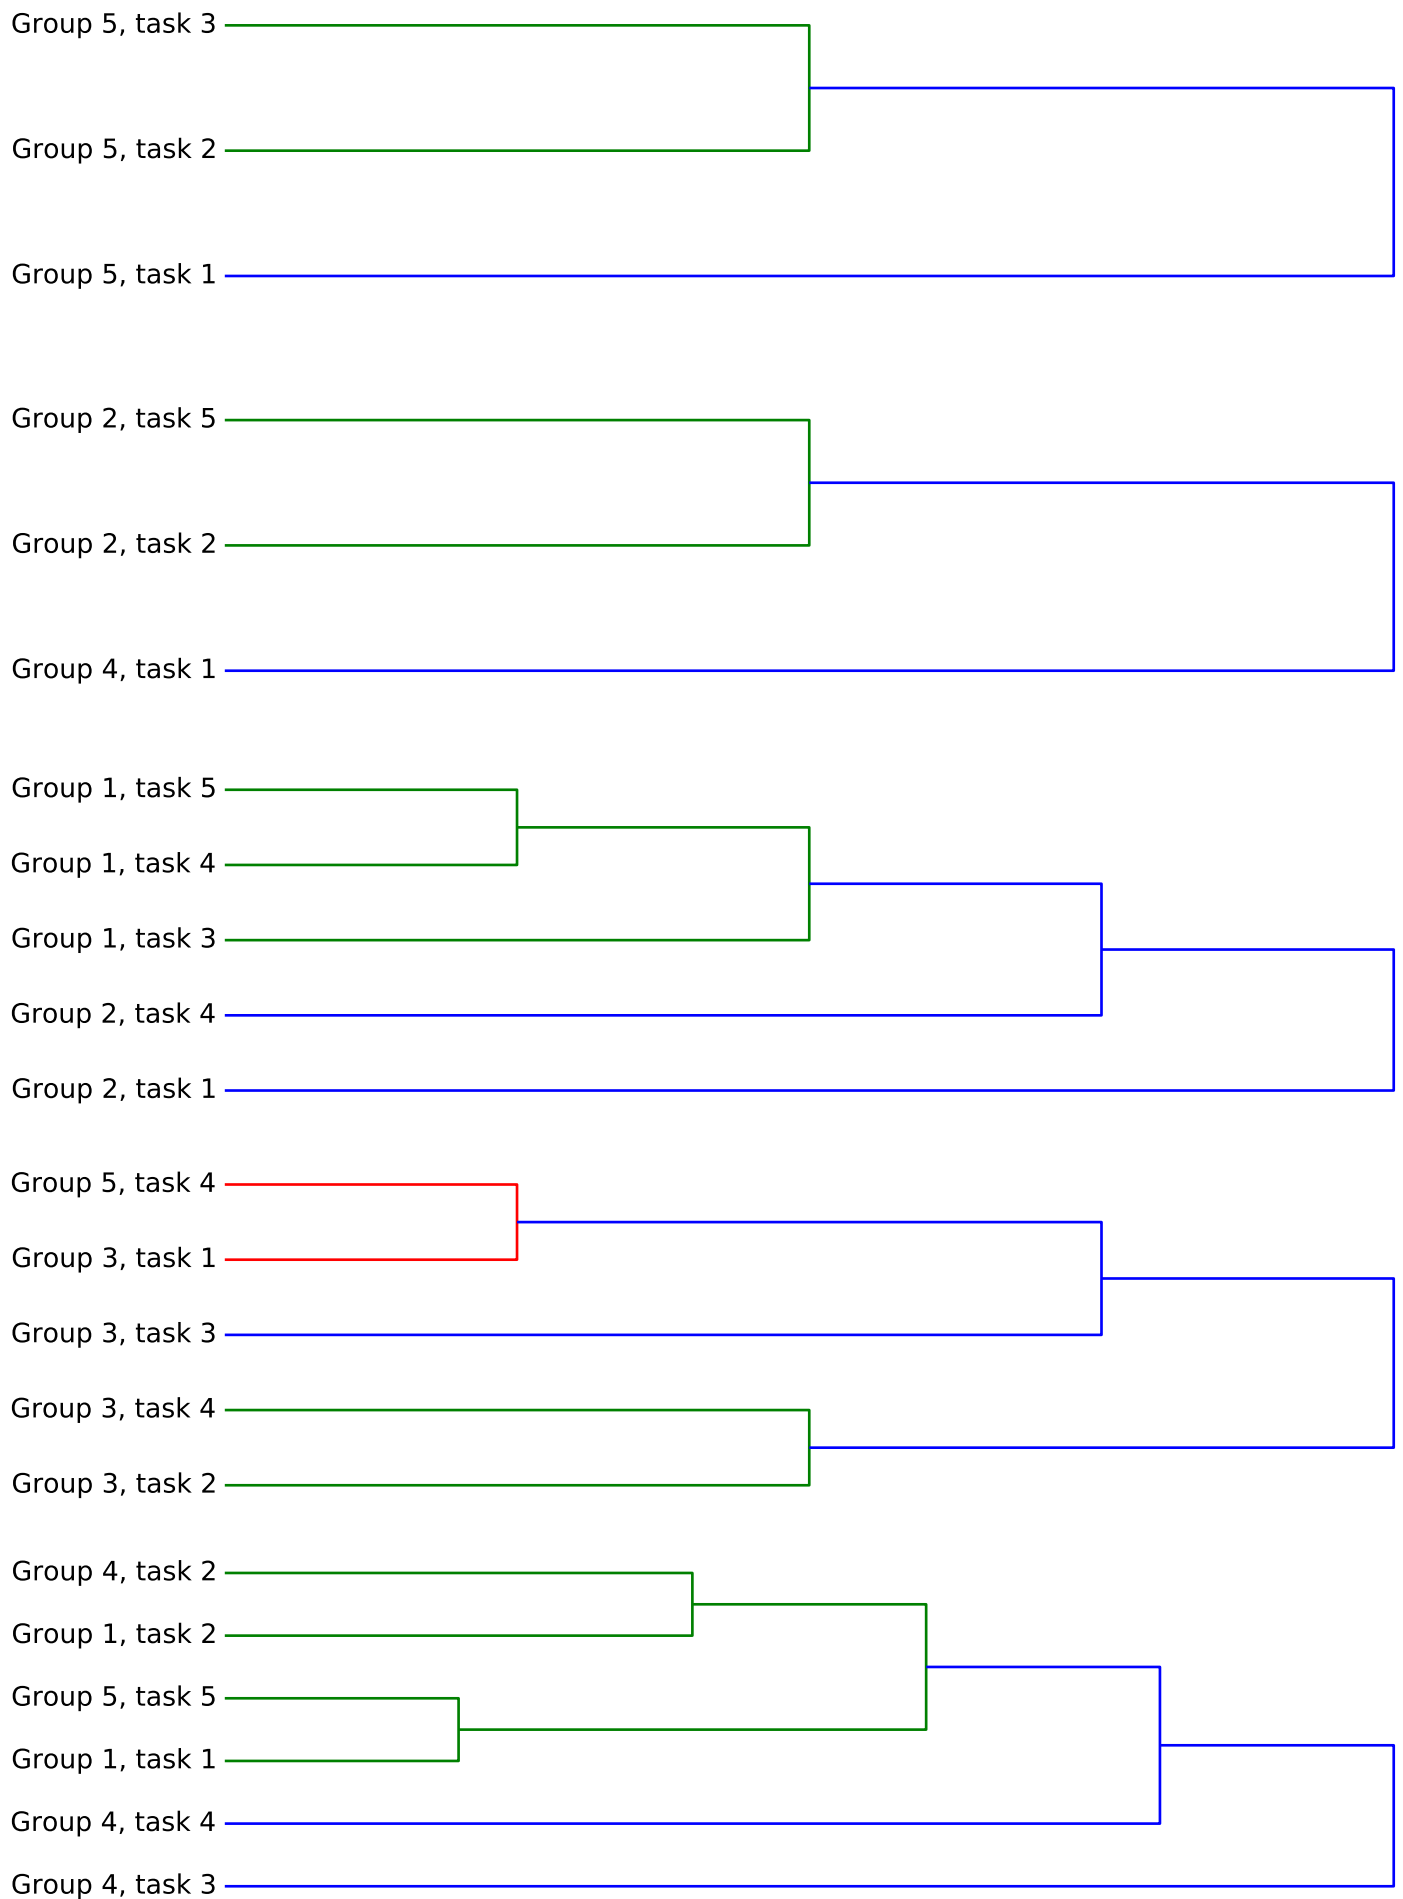 Group 5, task 3
Group 5, task 2
Group 5, task 1
Group 2, task 5
Group 2, task 2
Group 4, task 1
Group 1, task 5
Group 1, task 4
Group 1, task 3
Group 2, task 4
Group 2, task 1
Group 5, task 4
Group 3, task 1
Group 3, task 3
Group 3, task 4
Group 3, task 2
Group 4, task 2
Group 1, task 2
Group 5, task 5
Group 1, task 1
Group 4, task 4
Group 4, task 3